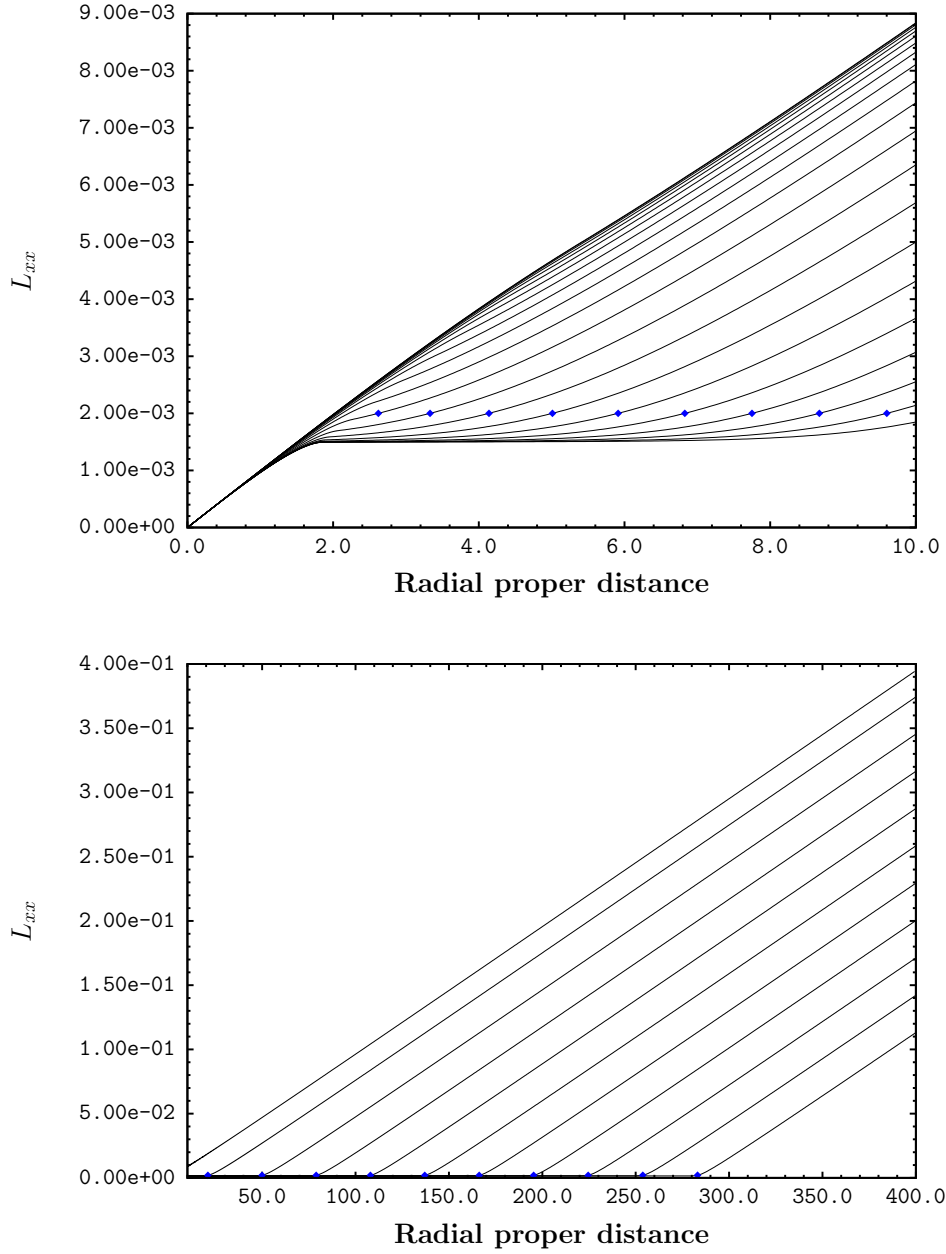 9.00e-03
8.00e-03
7.00e-03
6.00e-03
5.00e-03
4.00e-03
3.00e-03
2.00e-03
1.00e-03
0.00e+00
L_{xx}
0.0 2.0 4.0 6.0 8.0 10.0
Radial proper distance
4.00e-01
3.50e-01
3.00e-01
2.50e-01
2.00e-01
1.50e-01
1.00e-01
5.00e-02
0.00e+00
L_{xx}
50.0 100.0 150.0 200.0 250.0 300.0 350.0 400.0
Radial proper distance